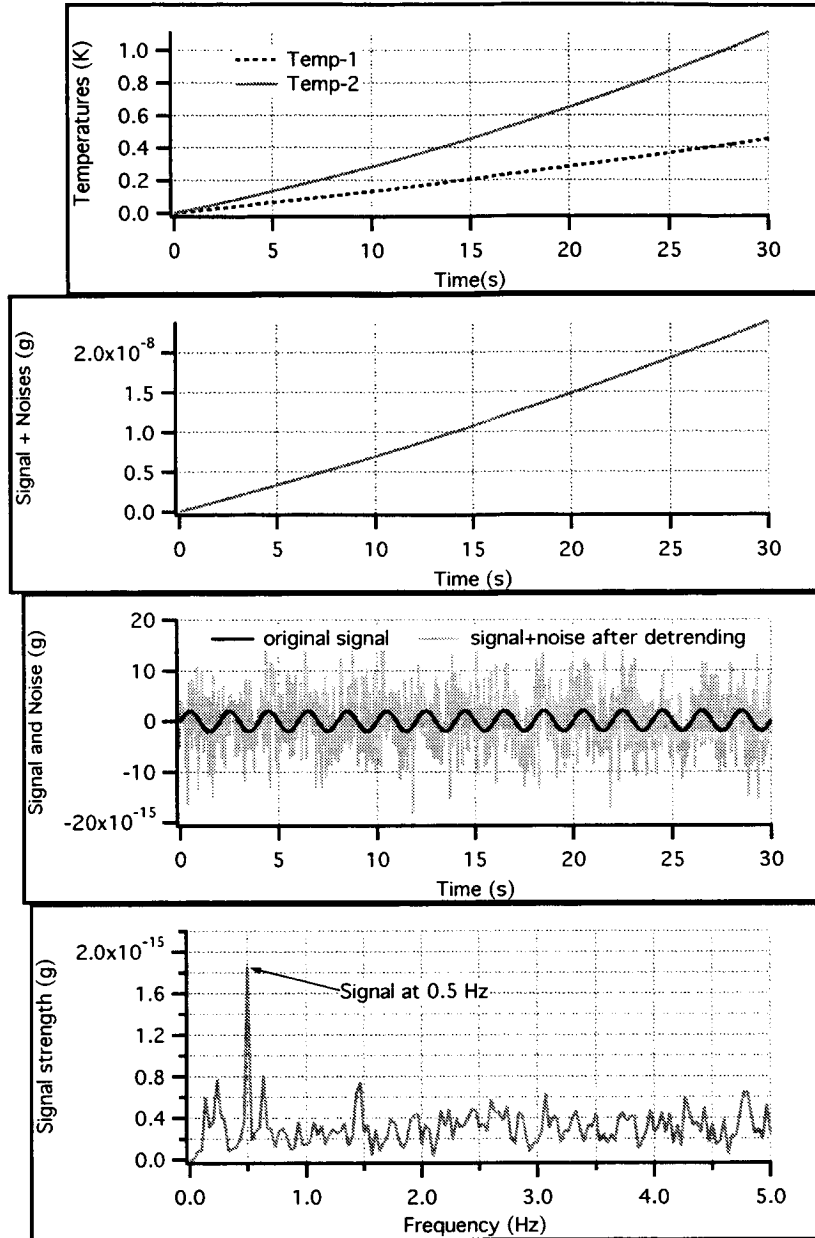 Temperatures (K)
1.0
0.8
0.6
0.4
0.2
0.0
Temp-1
Temp-2
0 5 10 15 20 25 30
Time(s)
Signal + Noises (g)
2.0x10⁻⁸
1.5
1.0
0.5
0.0
0 5 10 15 20 25 30
Time (s)
Signal and Noise (g)
20
10
0
-10
-20x10⁻¹⁵
original signal signal+noise after detrending
0 5 10 15 20 25 30
Time (s)
Signal strength (g)
2.0x10⁻¹⁵
1.6
1.2
0.8
0.4
0.0
Signal at 0.5 Hz
0.0 1.0 2.0 3.0 4.0 5.0
Frequency (Hz)